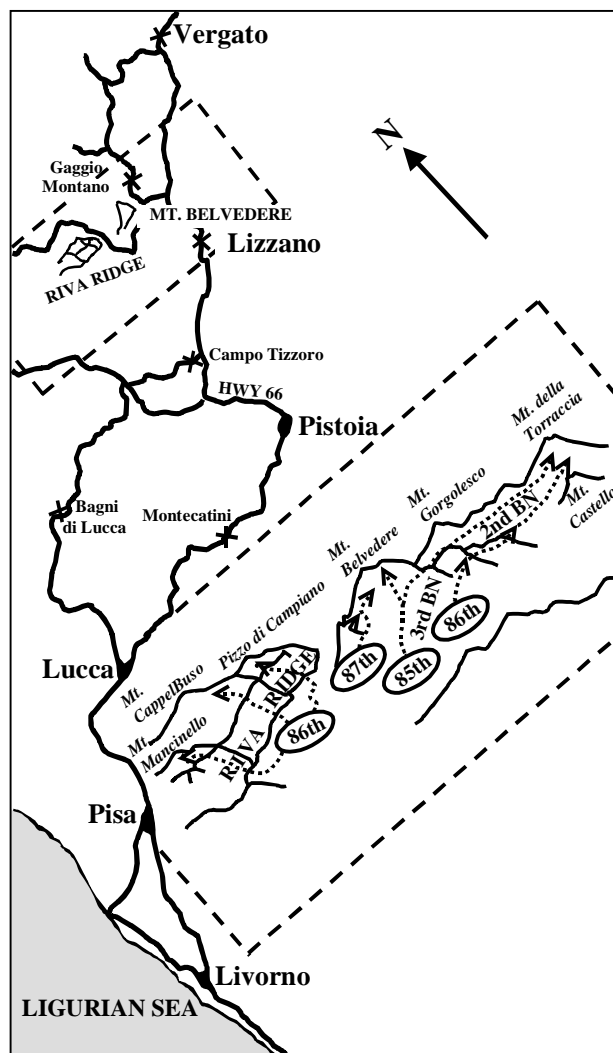 Vergato
N
Gaggio
Montano
MT. BELVEDERE
Lizzano
RIVA RIDGE
Campo Tizzoro
HWY 66
Pistoia
Mt. della
Torraccia
Bagni
di Lucca
Montecatini
Mt.
Gorgolesco
2nd BN
Mt.
Castello
Mt.
Belvedere
3rd BN
86th
Pizzo di Campiano
87th
85th
Lucca
Mt.
CappelBuso
RIVA RIDGE
86th
Mt.
Mancinello
Pisa
Livorno
LIGURIAN SEA